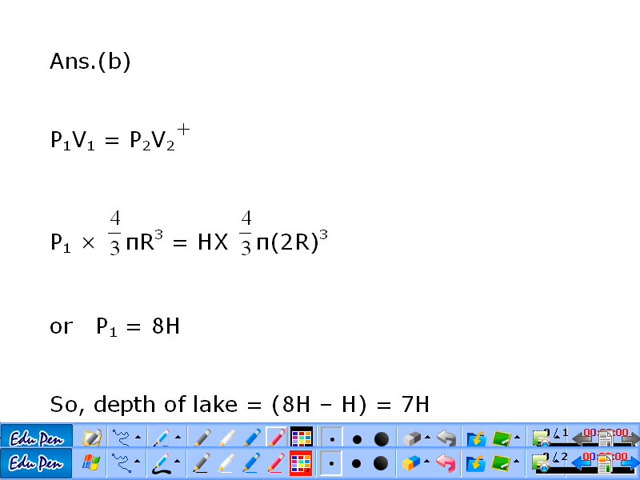 Ans.(b)
P₁V₁ = P₂V₂⁺
P₁ × 4/3 πR³ = HX 4/3 π(2R)³
or P₁ = 8H
So, depth of lake = (8H – H) = 7H
Edu Pen
Edu Pen